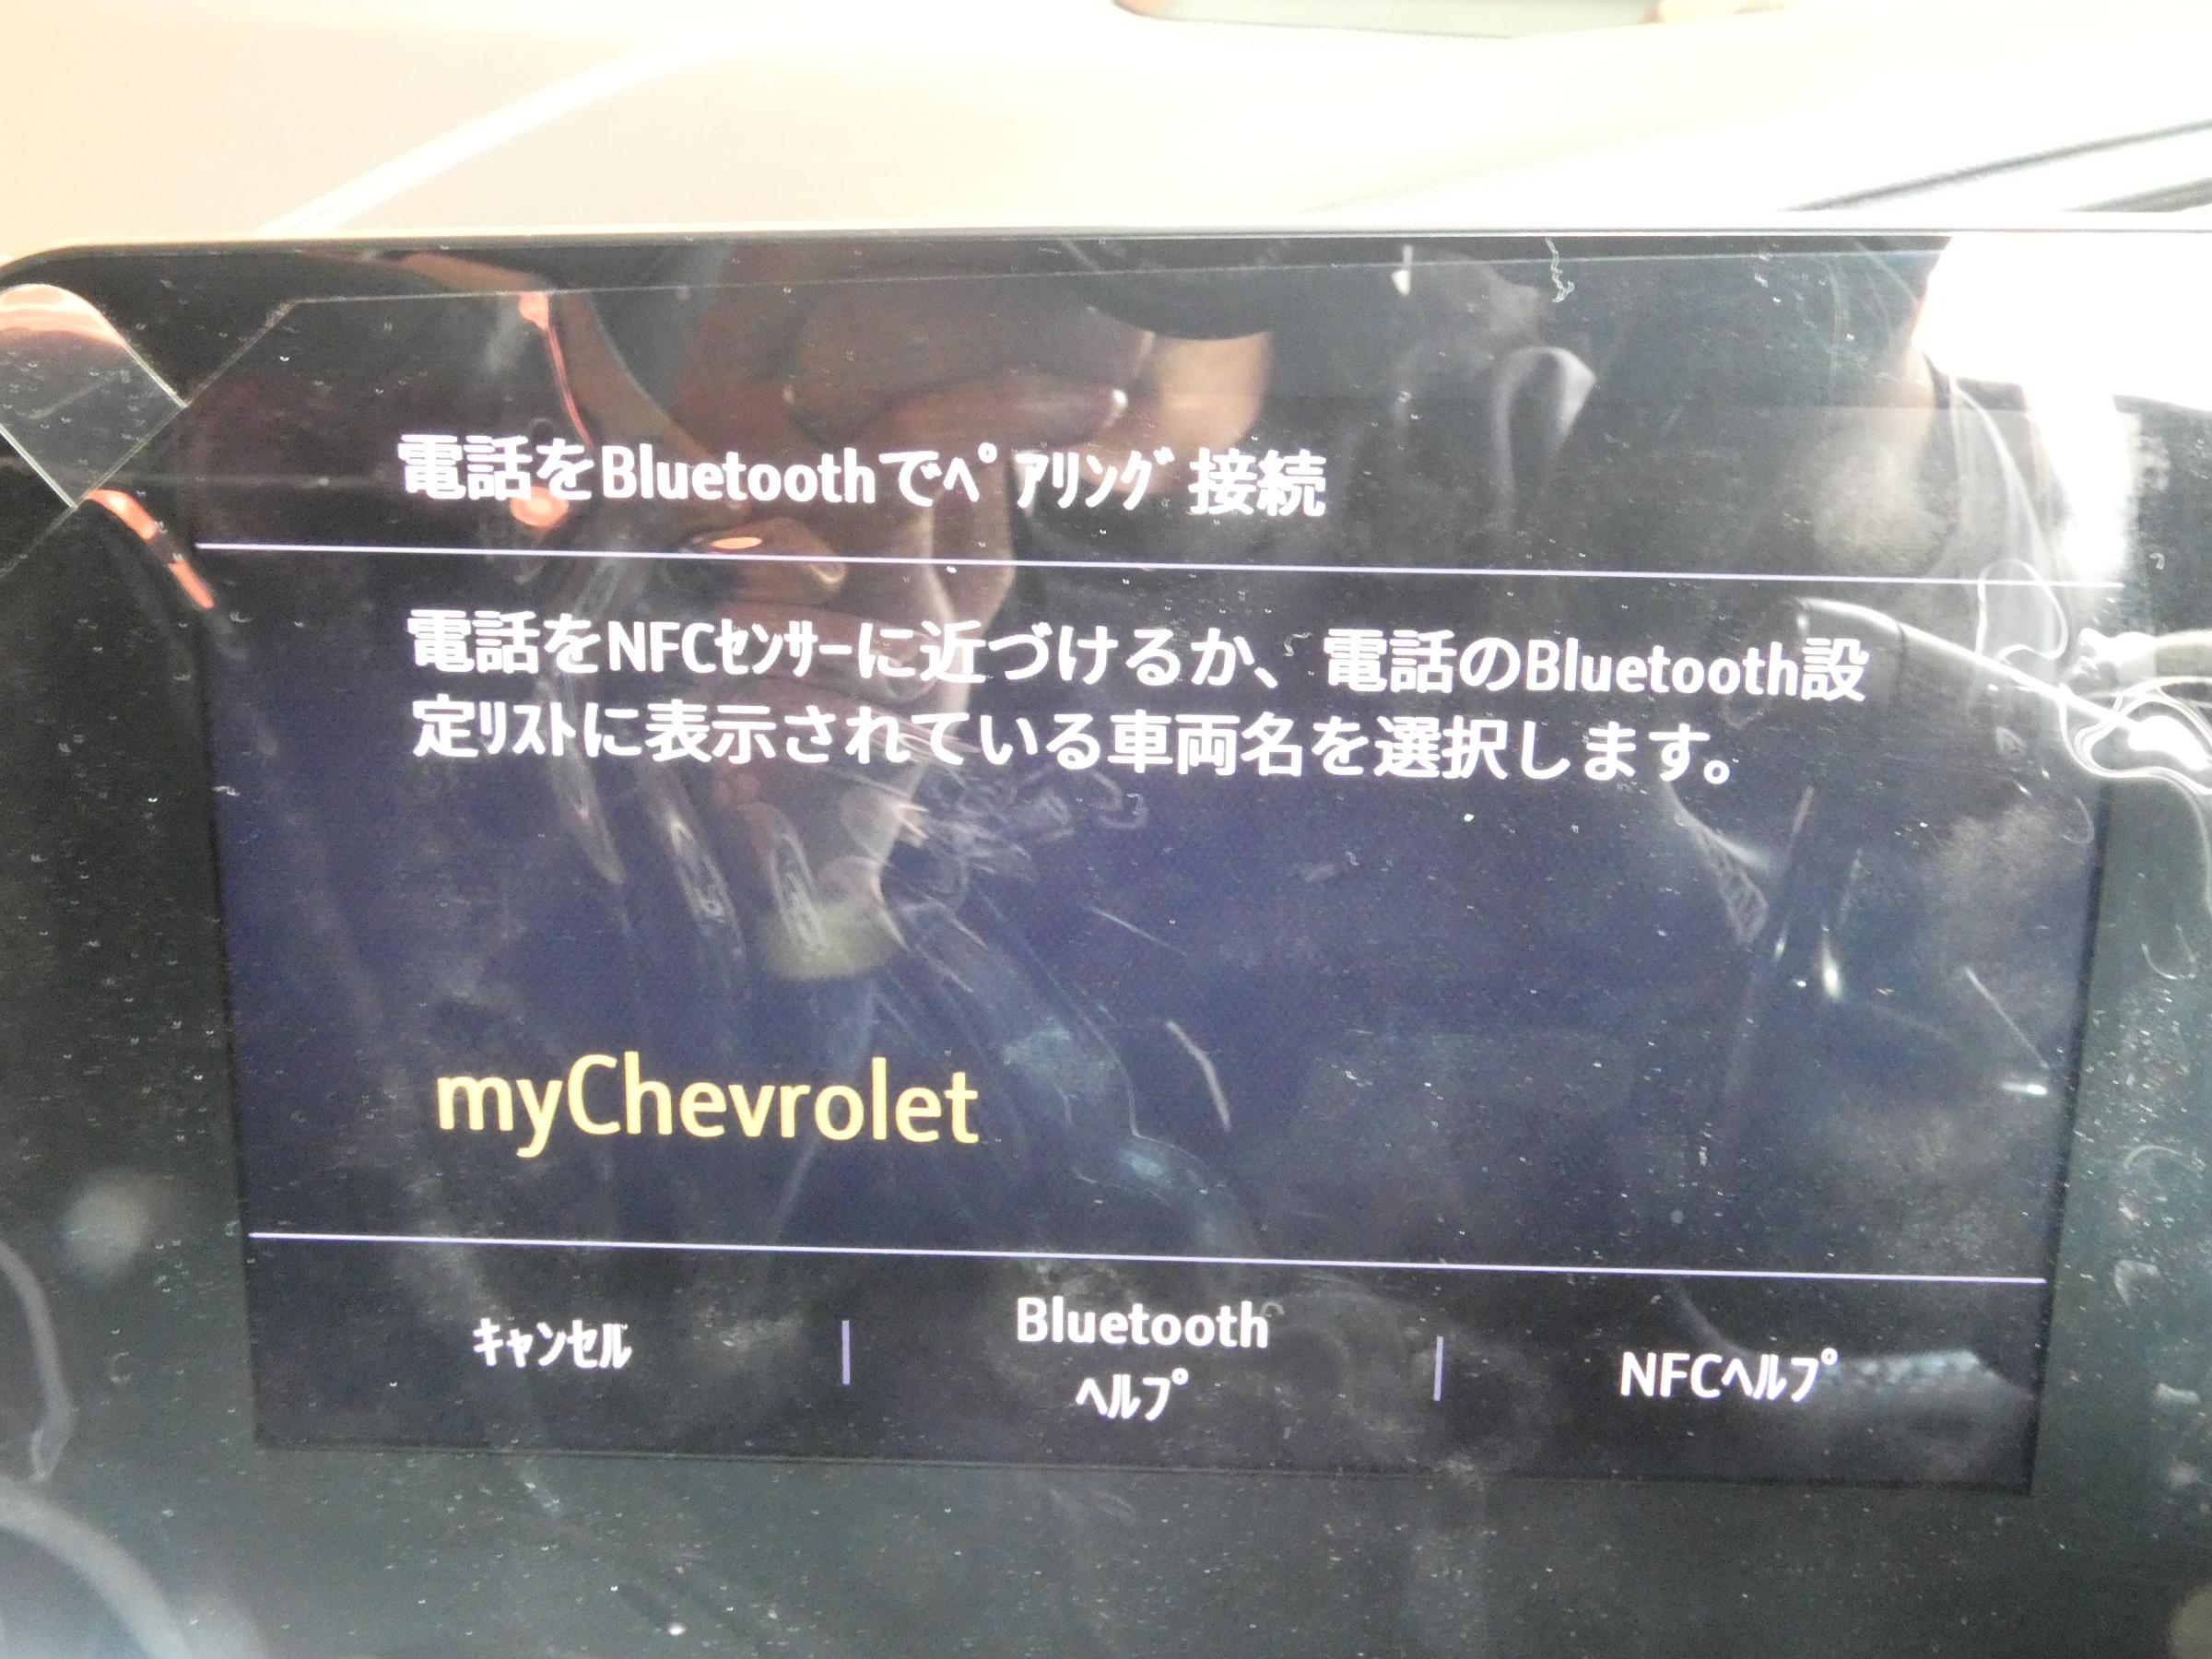 電話をBluetoothでﾍﾟｱﾘﾝｸﾞ接続
電話をNFCｾﾝｻｰに近づけるか、電話のBluetooth設
定ﾘｽﾄに表示されている車両名を選択します。
myChevrolet
ｷｬﾝｾﾙ
Bluetooth
ﾍﾙﾌﾟ
NFCﾍﾙﾌﾟ